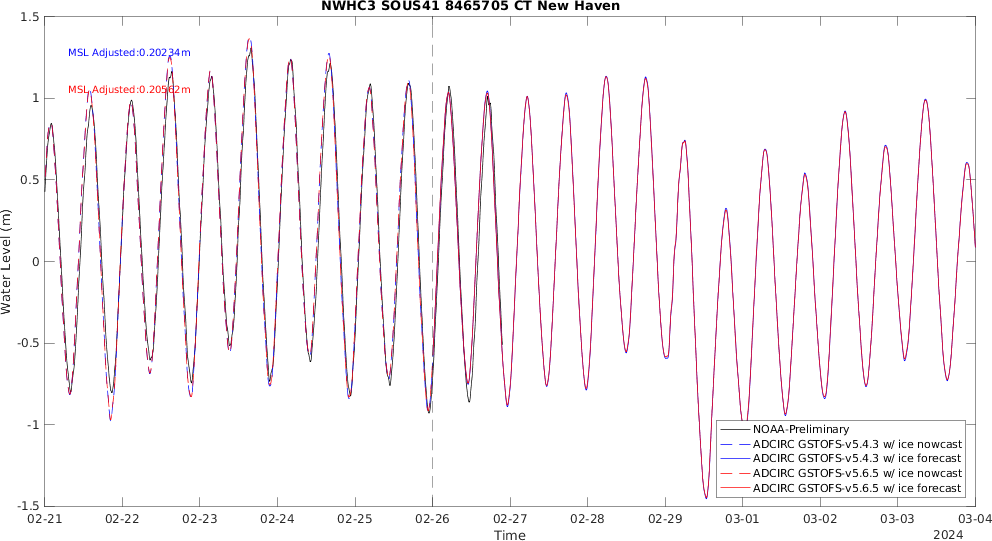 NWHC3 SOUS41 8465705 CT New Haven
1.5
MSL Adjusted:0.20234m
MSL Adjusted:0.20562m
1
0.5
0
-0.5
-1
-1.5
Water Level (m)
NOAA-Preliminary
ADCIRC GSTOFS-v5.4.3 w/ ice nowcast
ADCIRC GSTOFS-v5.4.3 w/ ice forecast
ADCIRC GSTOFS-v5.6.5 w/ ice nowcast
ADCIRC GSTOFS-v5.6.5 w/ ice forecast
02-21 02-22 02-23 02-24 02-25 02-26 02-27 02-28 02-29 03-01 03-02 03-03 03-04
Time
2024